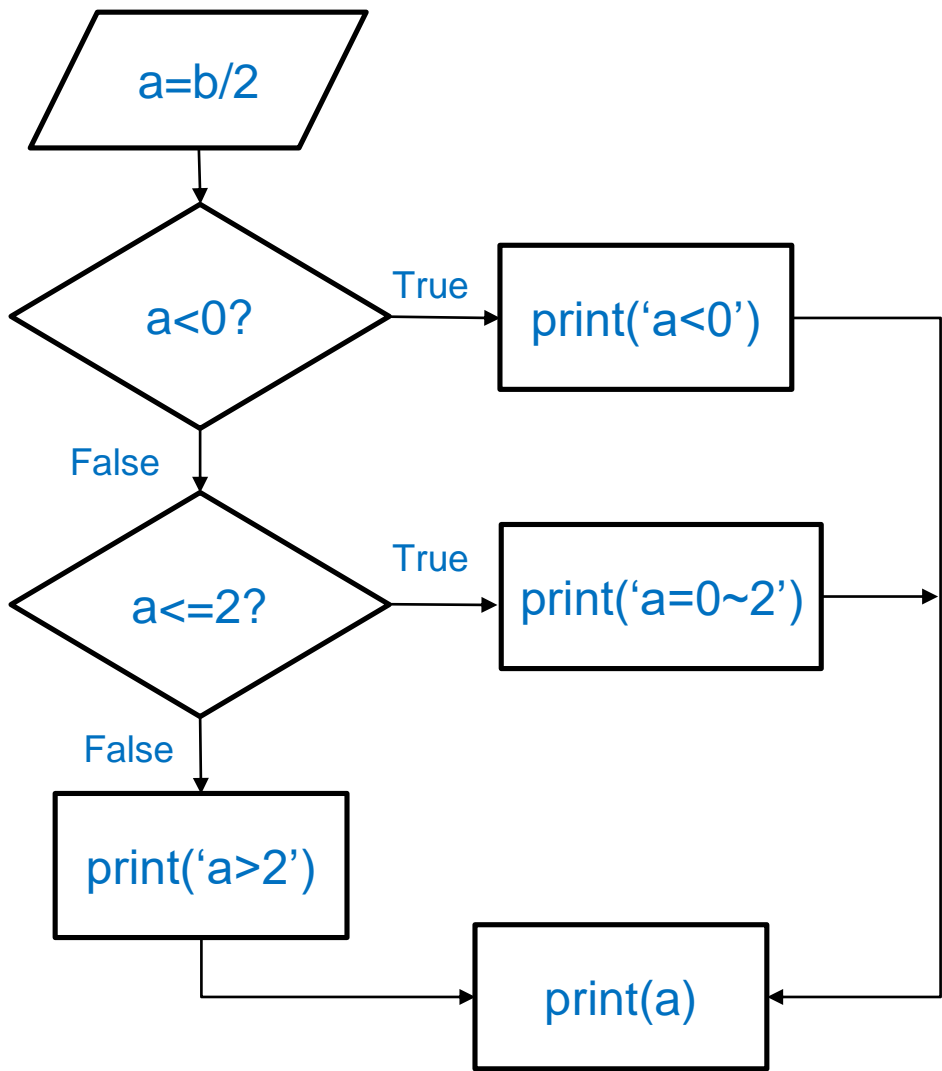 a=b/2
a<0?
True
print(‘a<0’)
False
a<=2?
True
print(‘a=0~2’)
False
print(‘a>2’)
print(a)